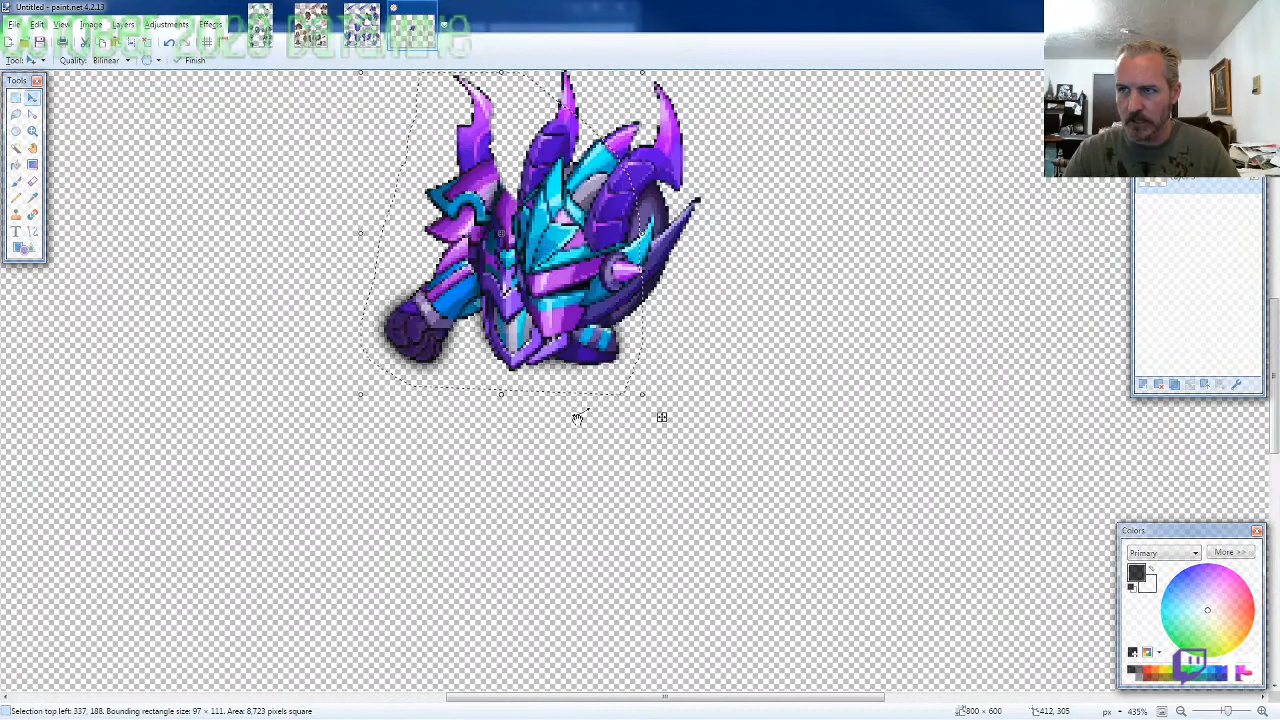 Untitled - paint.net 4.2.13
File Edit View Image Layers Adjustments Effects
Tool: Quality: Bilinear Finish
Tools
Colors
Primary More >>
Selection top left: 337, 188. Bounding rectangle size: 97 × 111. Area: 8,723 pixels square
800 × 600 412, 305 px 435%